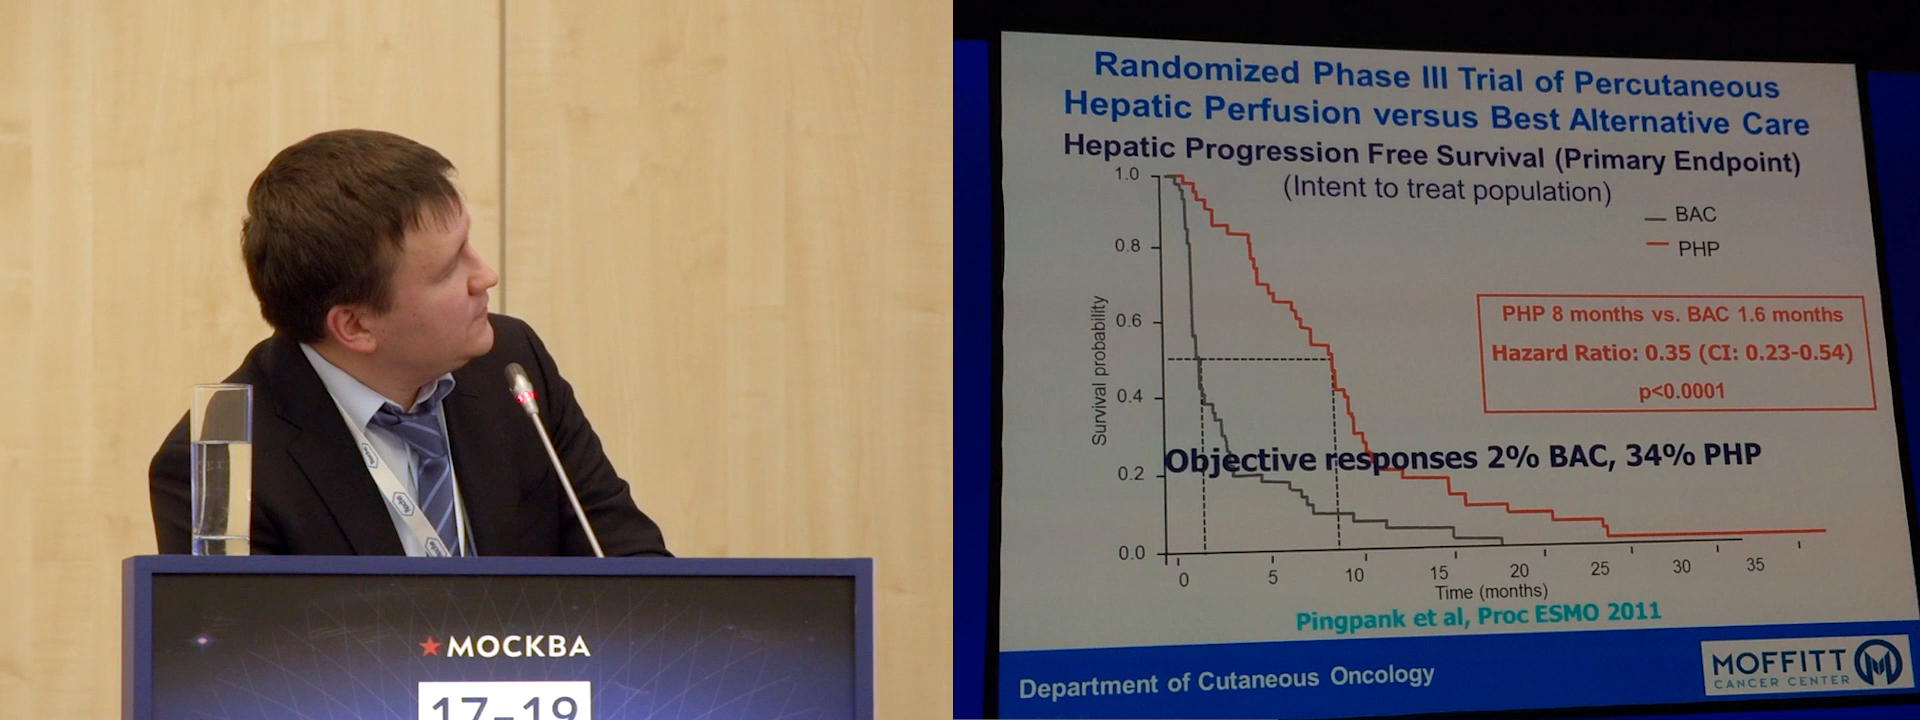 ★МОСКВА
17–19
Randomized Phase III Trial of Percutaneous
Hepatic Perfusion versus Best Alternative Care
Hepatic Progression Free Survival (Primary Endpoint)
(Intent to treat population)
BAC
PHP
PHP 8 months vs. BAC 1.6 months
Hazard Ratio: 0.35 (CI: 0.23-0.54)
p<0.0001
Survival probability
1.0
0.8
0.6
0.4
0.2
0.0
Objective responses 2% BAC, 34% PHP
0 5 10 15 20 25 30 35
Time (months)
Pingpank et al, Proc ESMO 2011
Department of Cutaneous Oncology
MOFFITT
CANCER CENTER